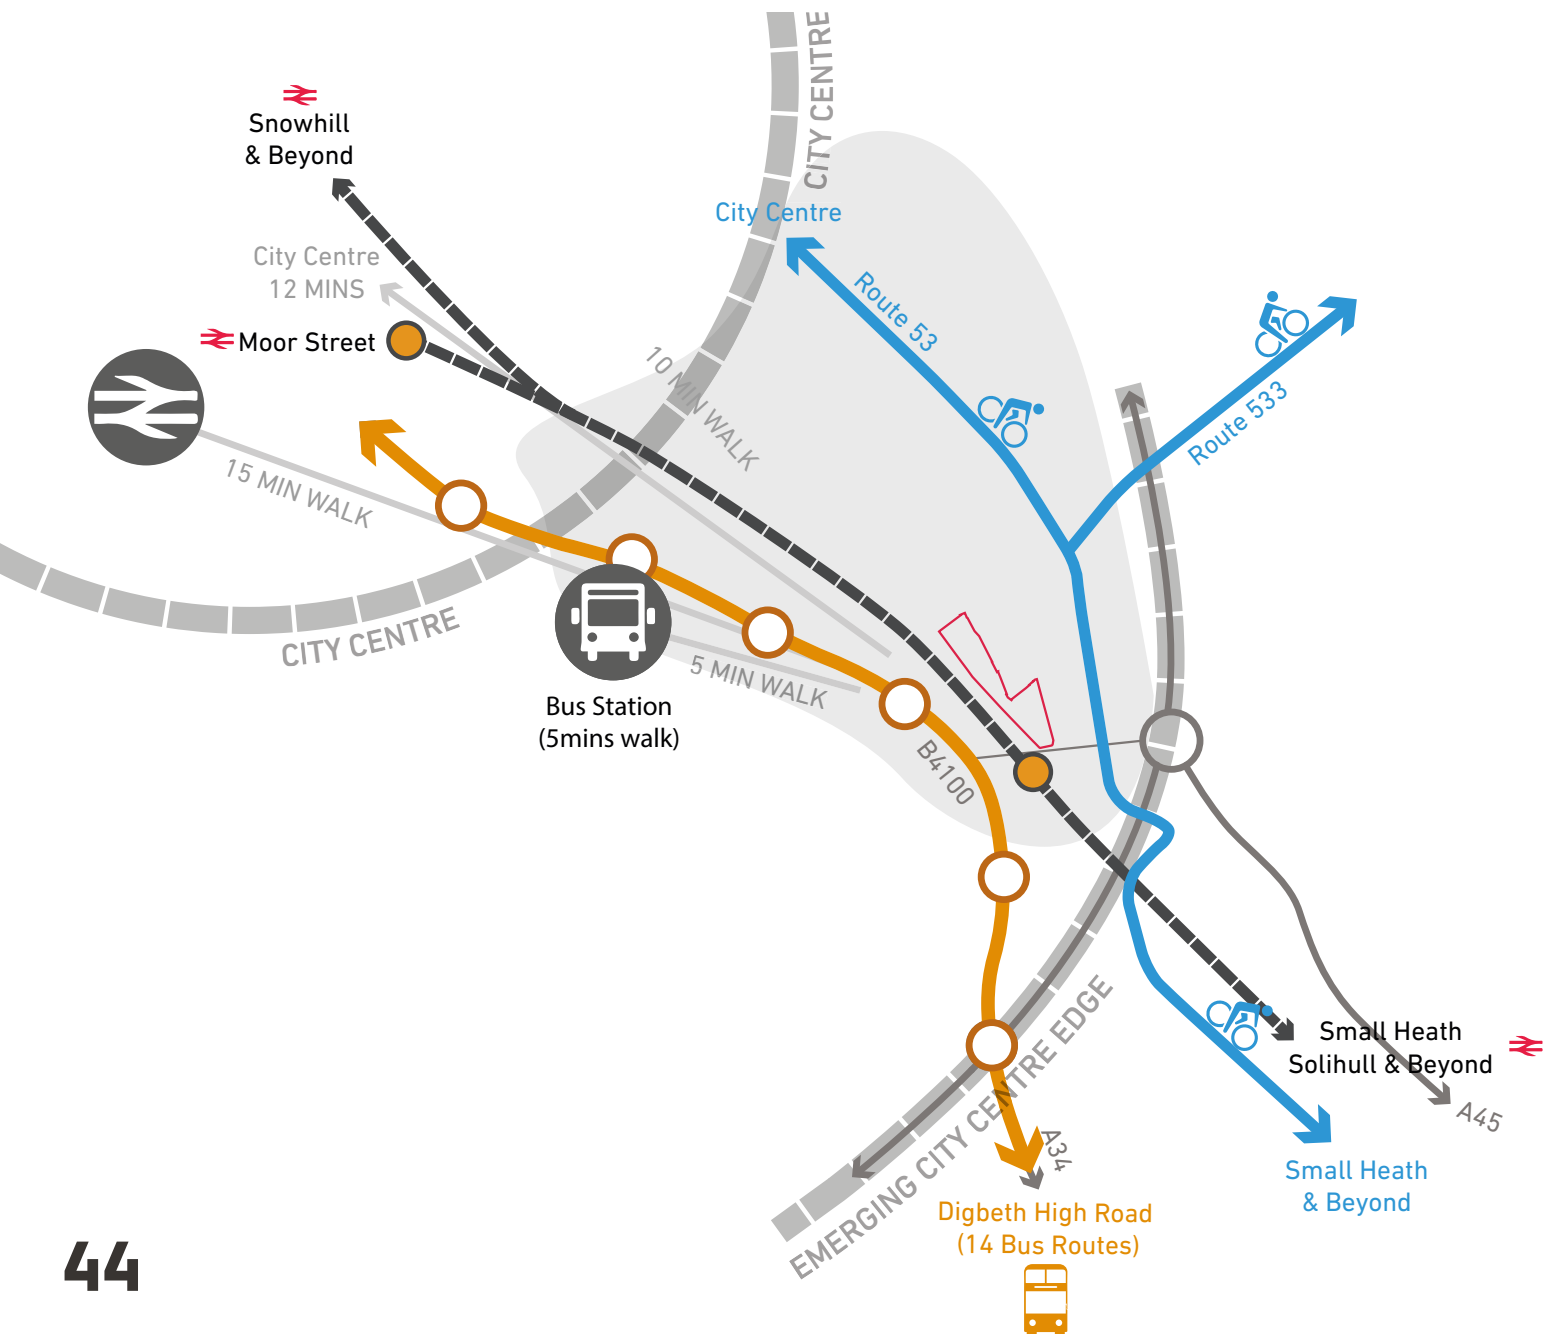 CITY CENTRE
Snowhill
& Beyond
City Centre
City Centre
12 MINS
Moor Street
Route 53
10 MIN WALK
Route 533
15 MIN WALK
CITY CENTRE
5 MIN WALK
Bus Station
(5mins walk)
B4100
Small Heath
Solihull & Beyond
A45
EMERGING CITY CENTRE EDGE
A34
Small Heath
& Beyond
Digbeth High Road
(14 Bus Routes)
44